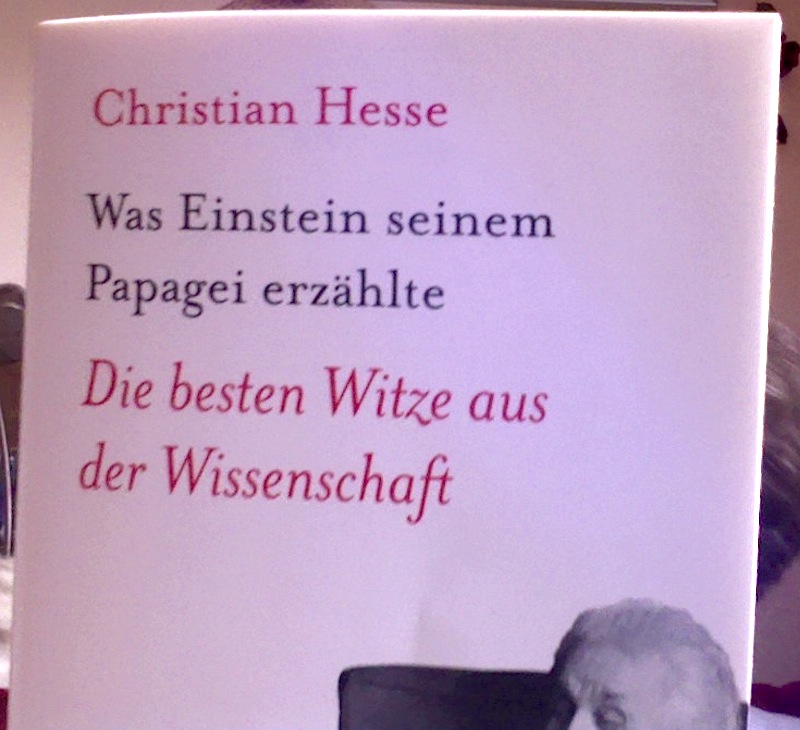 Christian Hesse
Was Einstein seinem
Papagei erzählte
Die besten Witze aus
der Wissenschaft